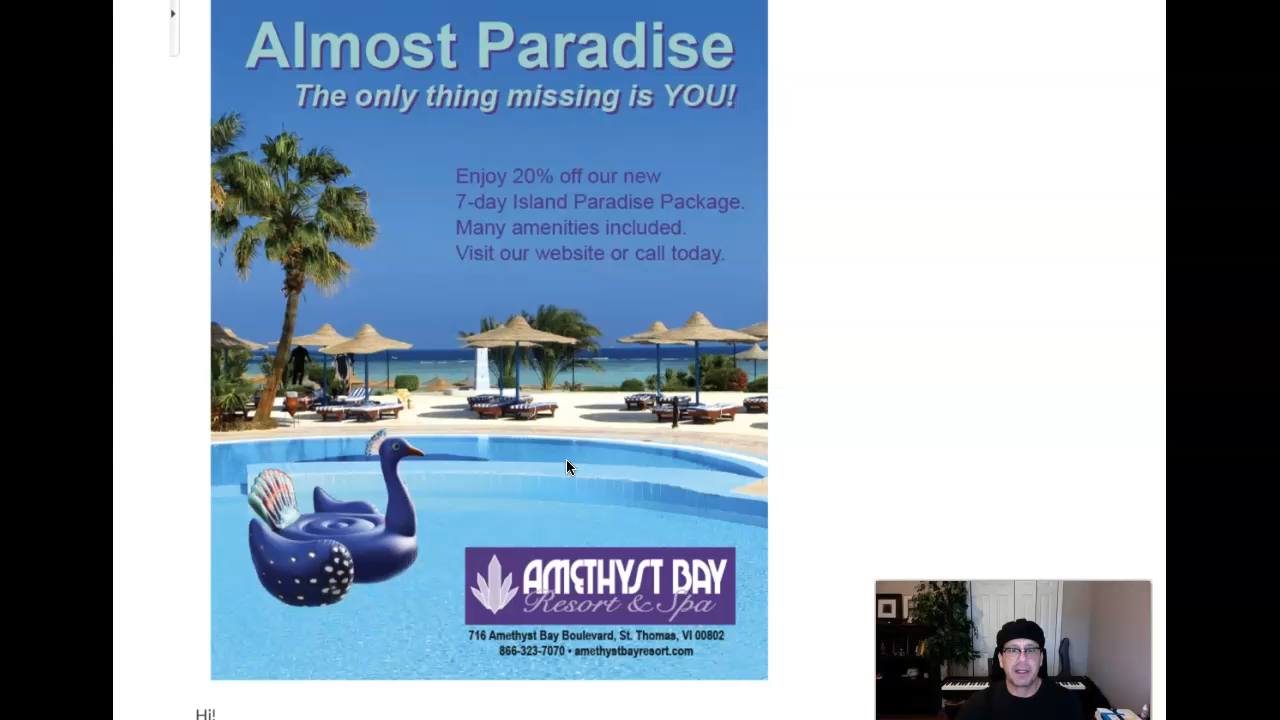 Almost Paradise
The only thing missing is YOU!
Enjoy 20% off our new
7-day Island Paradise Package.
Many amenities included.
Visit our website or call today.
AMETHYST BAY
Resort & Spa
716 Amethyst Bay Boulevard, St. Thomas, VI 00802
866-323-7070 • amethystbayresort.com
Hi!